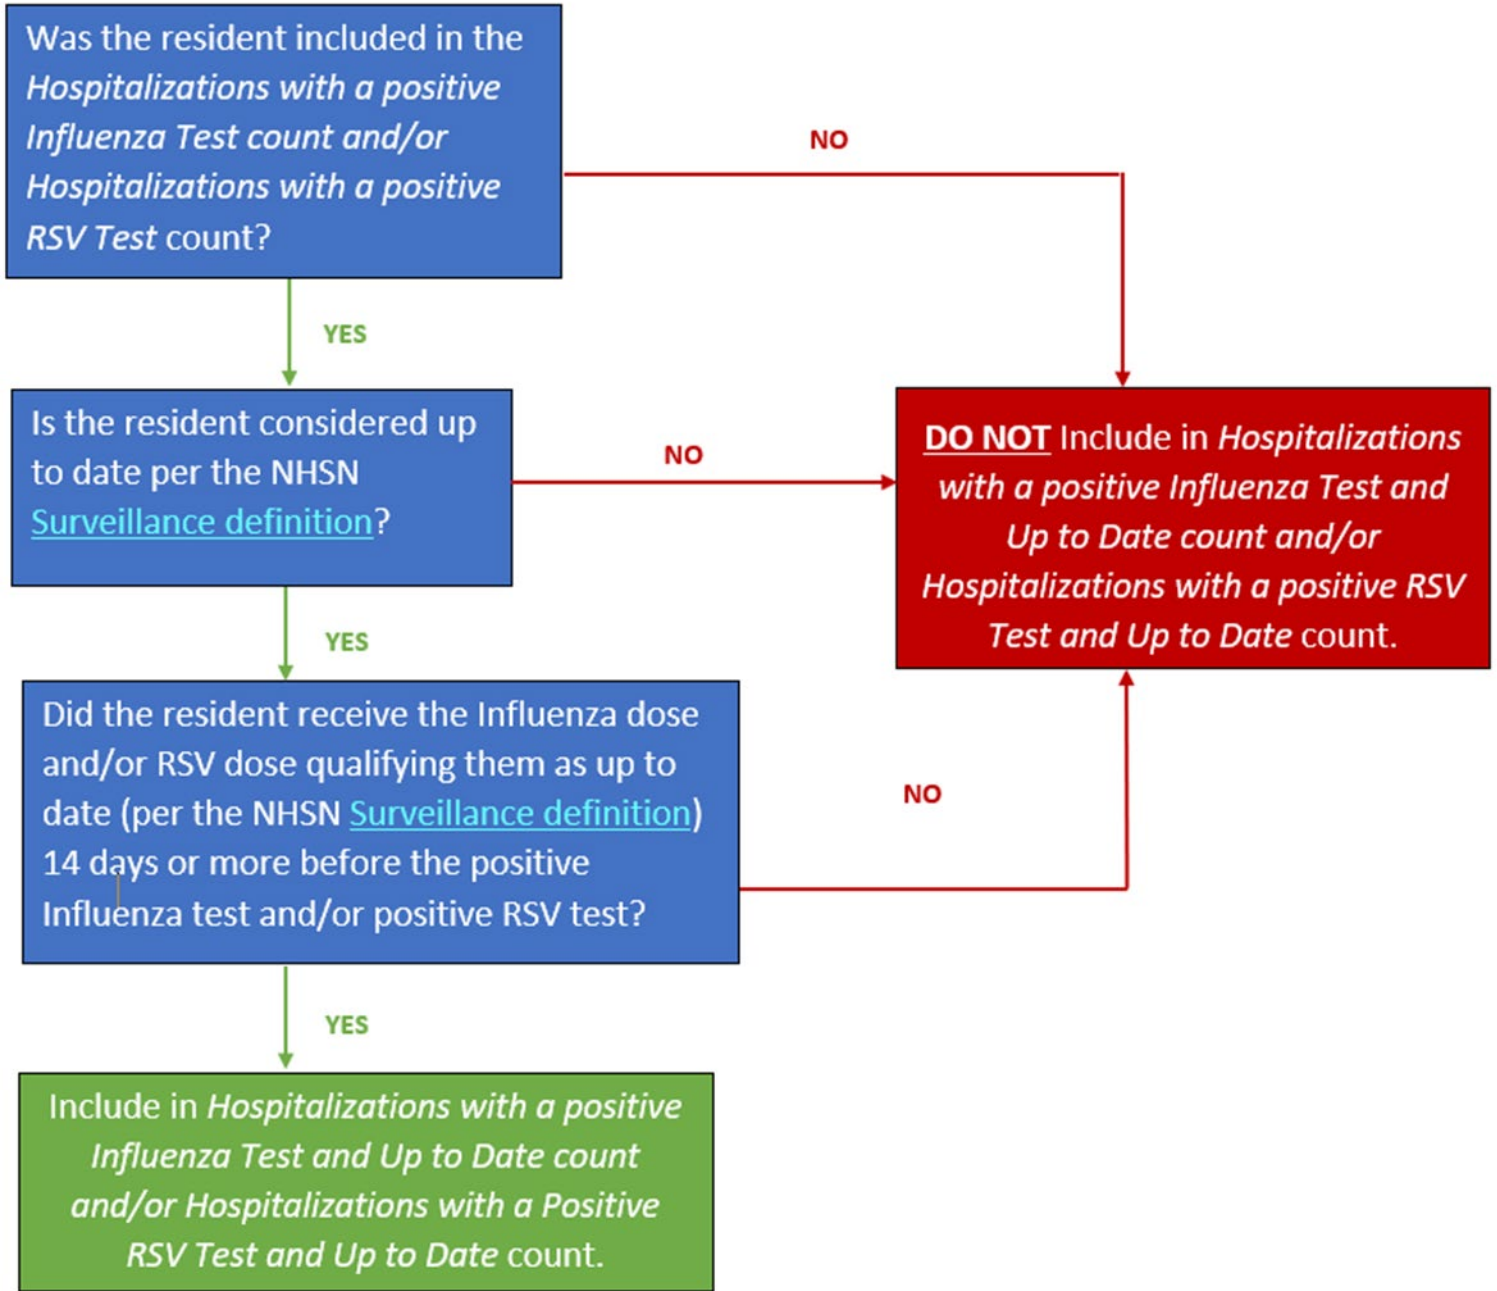 Was the resident included in the
Hospitalizations with a positive
Influenza Test count and/or
Hospitalizations with a positive
RSV Test count?
NO
YES
Is the resident considered up
to date per the NHSN
Surveillance definition?
NO
DO NOT Include in Hospitalizations
with a positive Influenza Test and
Up to Date count and/or
Hospitalizations with a positive RSV
Test and Up to Date count.
YES
Did the resident receive the Influenza dose
and/or RSV dose qualifying them as up to
date (per the NHSN Surveillance definition)
14 days or more before the positive
Influenza test and/or positive RSV test?
NO
YES
Include in Hospitalizations with a positive
Influenza Test and Up to Date count
and/or Hospitalizations with a Positive
RSV Test and Up to Date count.